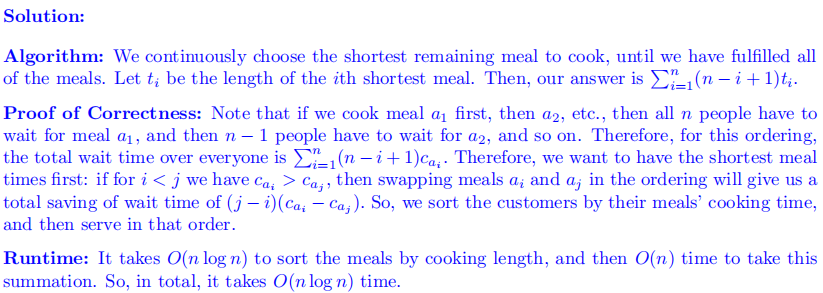 Solution:
Algorithm: We continuously choose the shortest remaining meal to cook, until we have fulfilled all
of the meals. Let t_i be the length of the ith shortest meal. Then, our answer is ∑_{i=1}^{n}(n − i + 1)t_i.
Proof of Correctness: Note that if we cook meal a_1 first, then a_2, etc., then all n people have to
wait for meal a_1, and then n − 1 people have to wait for a_2, and so on. Therefore, for this ordering,
the total wait time over everyone is ∑_{i=1}^{n}(n − i + 1)c_{a_i}. Therefore, we want to have the shortest meal
times first: if for i < j we have c_{a_i} > c_{a_j}, then swapping meals a_i and a_j in the ordering will give us a
total saving of wait time of (j − i)(c_{a_i} − c_{a_j}). So, we sort the customers by their meals' cooking time,
and then serve in that order.
Runtime: It takes O(n log n) to sort the meals by cooking length, and then O(n) time to take this
summation. So, in total, it takes O(n log n) time.